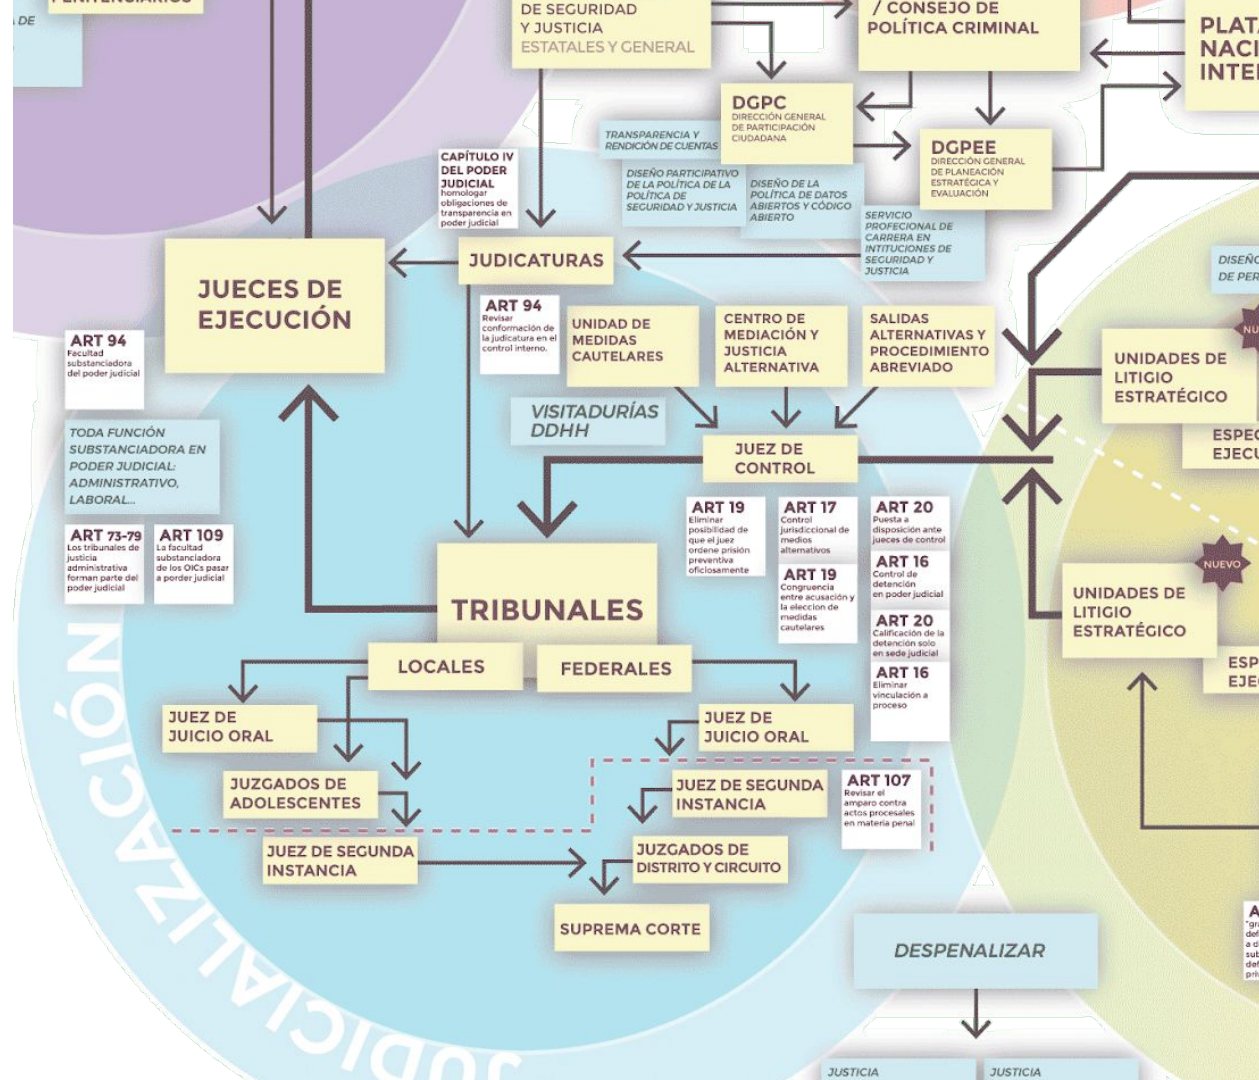 PENITENCIARIOS
DE
DE SEGURIDAD
Y JUSTICIA
ESTATALES Y GENERAL
/ CONSEJO DE
POLÍTICA CRIMINAL
DGPC
DIRECCIÓN GENERAL
DE PARTICIPACIÓN
CIUDADANA
DGPEE
DIRECCIÓN GENERAL
DE PLANEACIÓN
ESTRATÉGICA Y
EVALUACIÓN
TRANSPARENCIA Y
RENDICIÓN DE CUENTAS
DISEÑO PARTICIPATIVO
DE LA POLÍTICA DE LA
POLÍTICA DE
SEGURIDAD Y JUSTICIA
DISEÑO DE LA
POLÍTICA DE DATOS
ABIERTOS Y CÓDIGO
ABIERTO
SERVICIO
PROFECIONAL DE
CARRERA EN
INTITUCIONES DE
SEGURIDAD Y
JUSTICIA
CAPÍTULO IV
DEL PODER
JUDICIAL
homologar
obligaciones de
transparencia en
poder judicial
JUECES DE
EJECUCIÓN
JUDICATURAS
ART 94
Revisar
conformación de
la judicatura en el
control interno.
UNIDAD DE
MEDIDAS
CAUTELARES
CENTRO DE
MEDIACIÓN Y
JUSTICIA
ALTERNATIVA
SALIDAS
ALTERNATIVAS Y
PROCEDIMIENTO
ABREVIADO
ART 94
Facultad
substanciadora
del poder judicial
TODA FUNCIÓN
SUBSTANCIADORA EN
PODER JUDICIAL:
ADMINISTRATIVO,
LABORAL...
ART 73-79
Los tribunales de
justicia
administrativa
forman parte del
poder judicial
ART 109
La facultad
substanciadora
de los OICs pasar
a porder judicial
VISITADURÍAS
DDHH
JUEZ DE
CONTROL
UNIDADES DE
LITIGIO
ESTRATÉGICO
ART 19
Eliminar
posibilidad de
que el juez
ordene prisión
preventiva
oficiosamente
ART 17
Control
jurisdiccional de
medios
alternativos
ART 19
Congruencia
entre acusación y
la eleccion de
medidas
cautelares
ART 20
Puesta a
disposición ante
jueces de control
ART 16
Control de
detención
en poder judicial
ART 20
Calificación de la
detención solo
en sede judicial
ART 16
Eliminar
vinculación a
proceso
NUEVO
UNIDADES DE
LITIGIO
ESTRATÉGICO
TRIBUNALES
LOCALES
FEDERALES
JUEZ DE
JUICIO ORAL
JUEZ DE
JUICIO ORAL
JUZGADOS DE
ADOLESCENTES
JUEZ DE SEGUNDA
INSTANCIA
ART 107
Revisar el
amparo contra
actos procesales
en materia penal
JUEZ DE SEGUNDA
INSTANCIA
JUZGADOS DE
DISTRITO Y CIRCUITO
SUPREMA CORTE
DESPENALIZAR
JUSTICIA
JUSTICIA
JUDICIALIZACIÓN